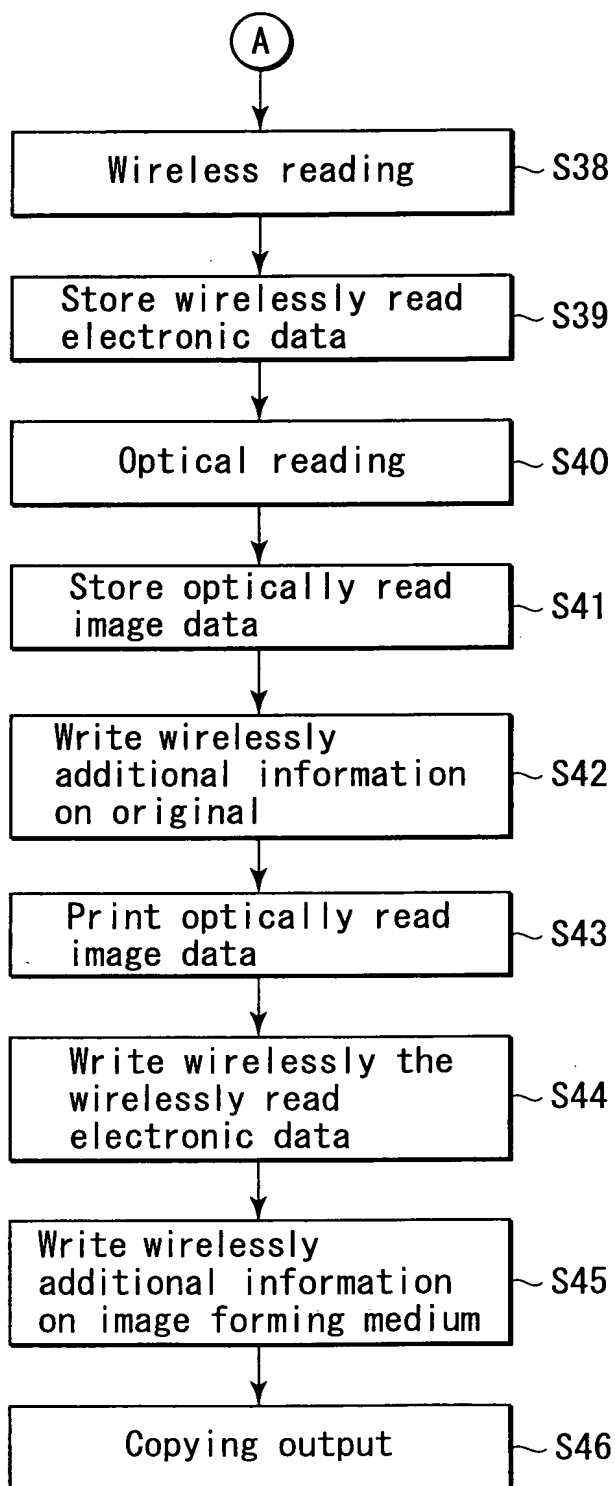 A
Wireless reading
S38
Store wirelessly read
electronic data
S39
Optical reading
S40
Store optically read
image data
S41
Write wirelessly
additional information
on original
S42
Print optically read
image data
S43
Write wirelessly the
wirelessly read
electronic data
S44
Write wirelessly
additional information
on image forming medium
S45
Copying output
S46